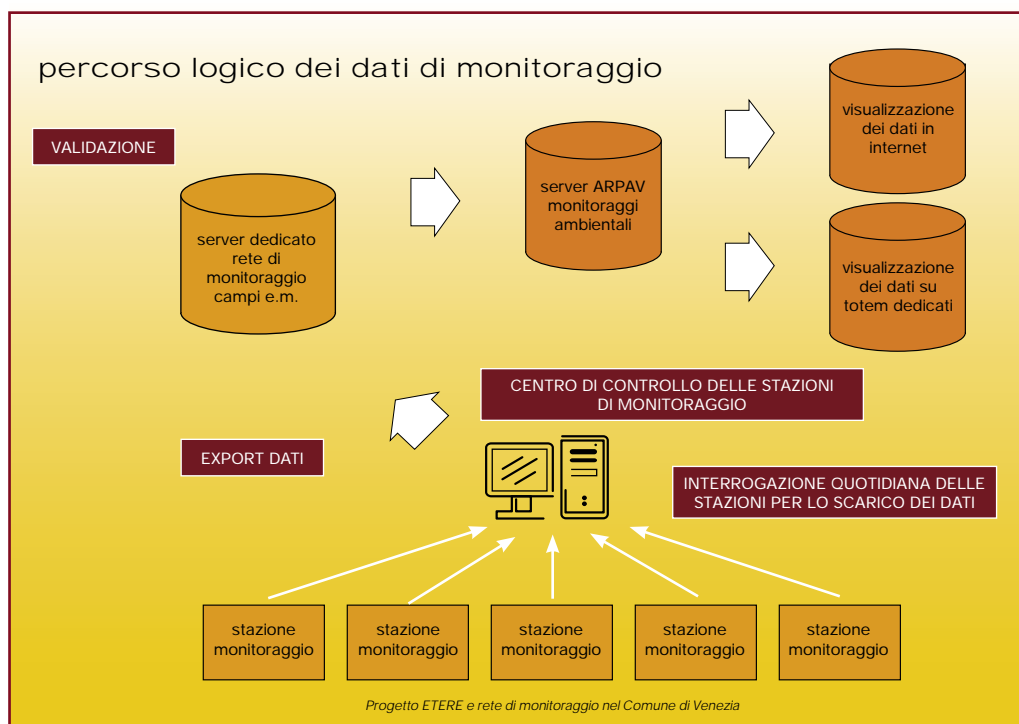 percorso logico dei dati di monitoraggio
VALIDAZIONE
server dedicato
rete di
monitoraggio
campi e.m.
server ARPAV
monitoraggi
ambientali
visualizzazione
dei dati in
internet
visualizzazione
dei dati su
totem dedicati
CENTRO DI CONTROLLO DELLE STAZIONI
DI MONITORAGGIO
EXPORT DATI
INTERROGAZIONE QUOTIDIANA DELLE
STAZIONI PER LO SCARICO DEI DATI
stazione
monitoraggio
stazione
monitoraggio
stazione
monitoraggio
stazione
monitoraggio
stazione
monitoraggio
Progetto ETERE e rete di monitoraggio nel Comune di Venezia